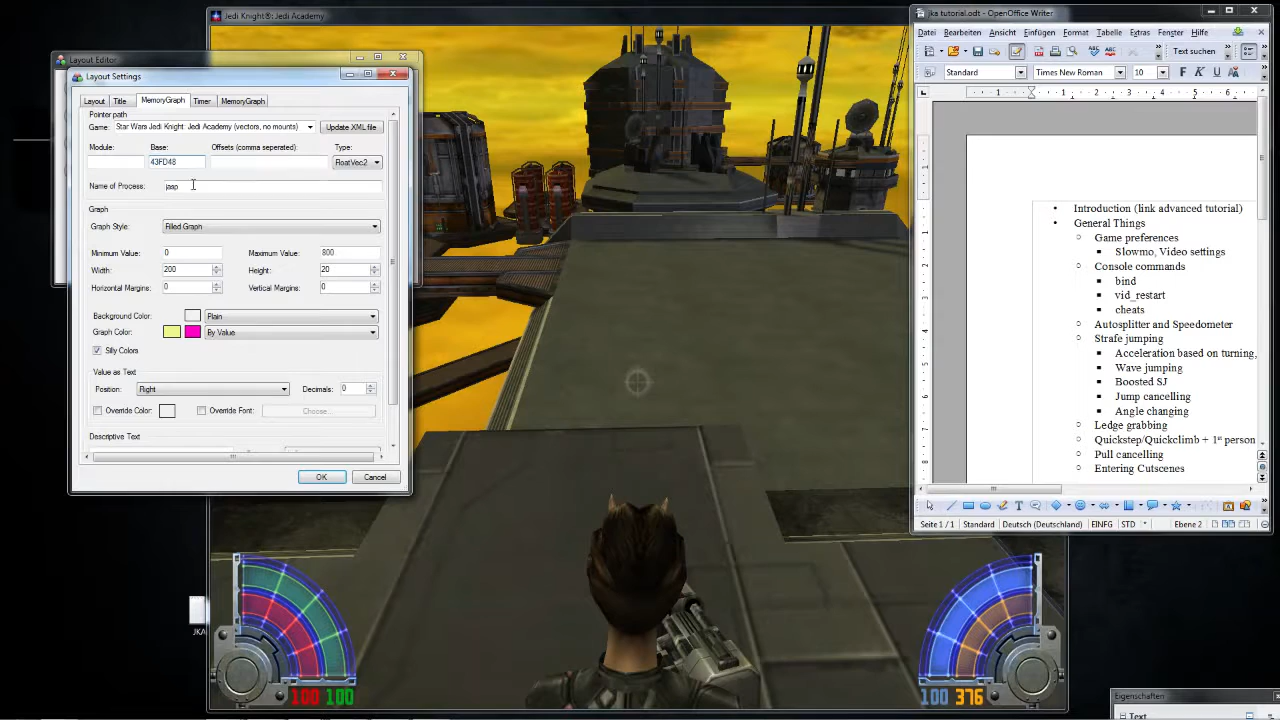 Jedi Knight®: Jedi Academy
Layout Editor
Layout Settings
Layout
Title
MemoryGraph
Timer
MemoryGraph
Pointer path
Game:
Star Wars Jedi Knight Jedi Academy (vectors, no mounts)
Update XML file
Module:
Base:
Offsets (comma seperated):
Type:
43FD48
FloatVec2
Name of Process:
jasp
Graph
Graph Style:
Filled Graph
Minimum Value:
0
Maximum Value:
800
Width:
200
Height:
20
Horizontal Margins:
0
Vertical Margins:
0
Background Color:
Plain
Graph Color:
By Value
Silly Colors
Value as Text
Position:
Right
Decimals:
0
Override Color:
Override Font:
Choose...
Descriptive Text
OK
Cancel
JKA
100 100
100 376
jka tutorial.odt - OpenOffice Writer
Datei Bearbeiten Ansicht Einfügen Format Tabelle Extras Fenster Hilfe
Text suchen
Standard
Times New Roman
10
F K U
1 1 2 3 4 5 6
• Introduction (link advanced tutorial)
• General Things
○ Game preferences
▪ Slowmo, Video settings
○ Console commands
▪ bind
▪ vid_restart
▪ cheats
○ Autosplitter and Speedometer
○ Strafe jumping
▪ Acceleration based on turning,
▪ Wave jumping
▪ Boosted SJ
▪ Jump cancelling
▪ Angle changing
○ Ledge grabbing
○ Quickstep/Quickclimb + 1st person
○ Pull cancelling
○ Entering Cutscenes
Seite 1 / 1
Standard
Deutsch (Deutschland)
EINFG
STD
*
Ebene 2
Eigenschaften
Text